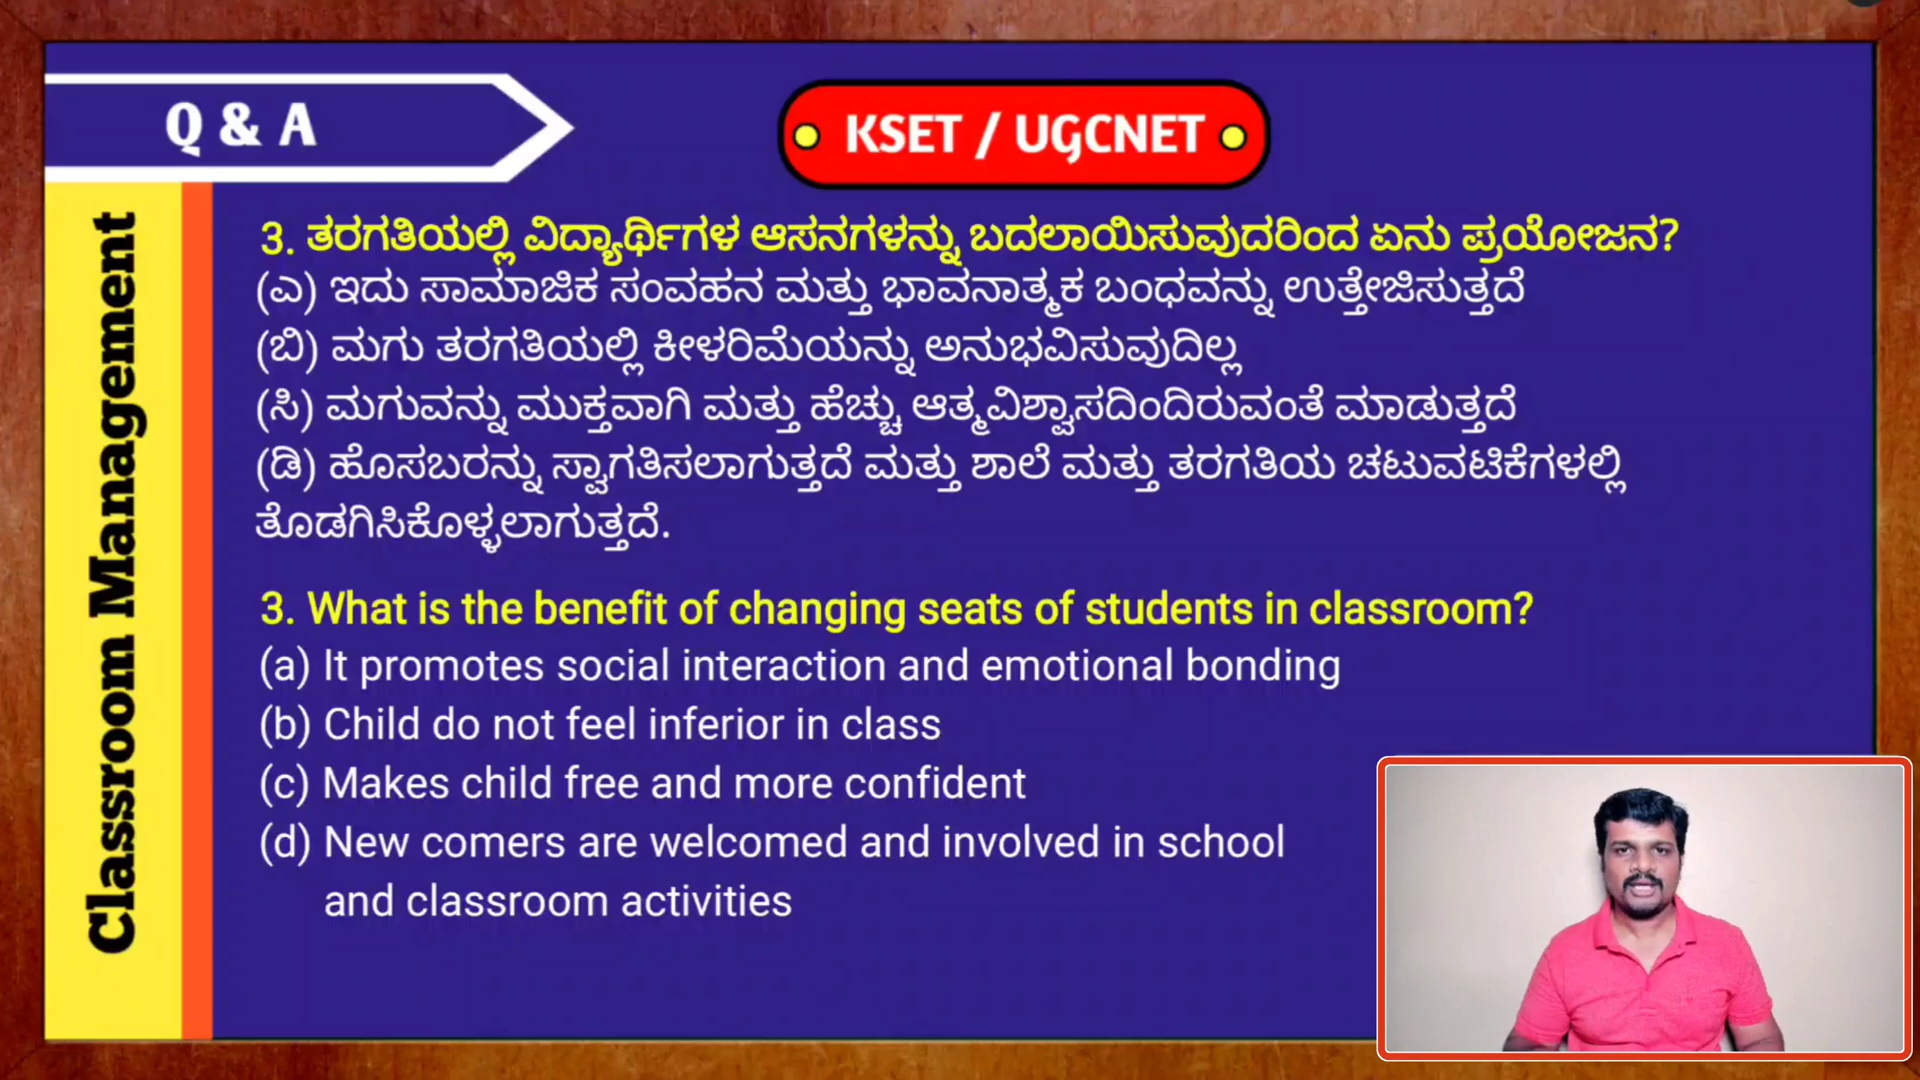 Q & A
KSET / UGCNET
Classroom Management
3. ತರಗತಿಯಲ್ಲಿ ವಿದ್ಯಾರ್ಥಿಗಳ ಆಸನಗಳನ್ನು ಬದಲಾಯಿಸುವುದರಿಂದ ಏನು ಪ್ರಯೋಜನ?
(ಎ) ಇದು ಸಾಮಾಜಿಕ ಸಂವಹನ ಮತ್ತು ಭಾವನಾತ್ಮಕ ಬಂಧವನ್ನು ಉತ್ತೇಜಿಸುತ್ತದೆ
(ಬಿ) ಮಗು ತರಗತಿಯಲ್ಲಿ ಕೀಳರಿಮೆಯನ್ನು ಅನುಭವಿಸುವುದಿಲ್ಲ
(ಸಿ) ಮಗುವನ್ನು ಮುಕ್ತವಾಗಿ ಮತ್ತು ಹೆಚ್ಚು ಆತ್ಮವಿಶ್ವಾಸದಿಂದಿರುವಂತೆ ಮಾಡುತ್ತದೆ
(ಡಿ) ಹೊಸಬರನ್ನು ಸ್ವಾಗತಿಸಲಾಗುತ್ತದೆ ಮತ್ತು ಶಾಲೆ ಮತ್ತು ತರಗತಿಯ ಚಟುವಟಿಕೆಗಳಲ್ಲಿ
ತೊಡಗಿಸಿಕೊಳ್ಳಲಾಗುತ್ತದೆ.
3. What is the benefit of changing seats of students in classroom?
(a) It promotes social interaction and emotional bonding
(b) Child do not feel inferior in class
(c) Makes child free and more confident
(d) New comers are welcomed and involved in school
and classroom activities